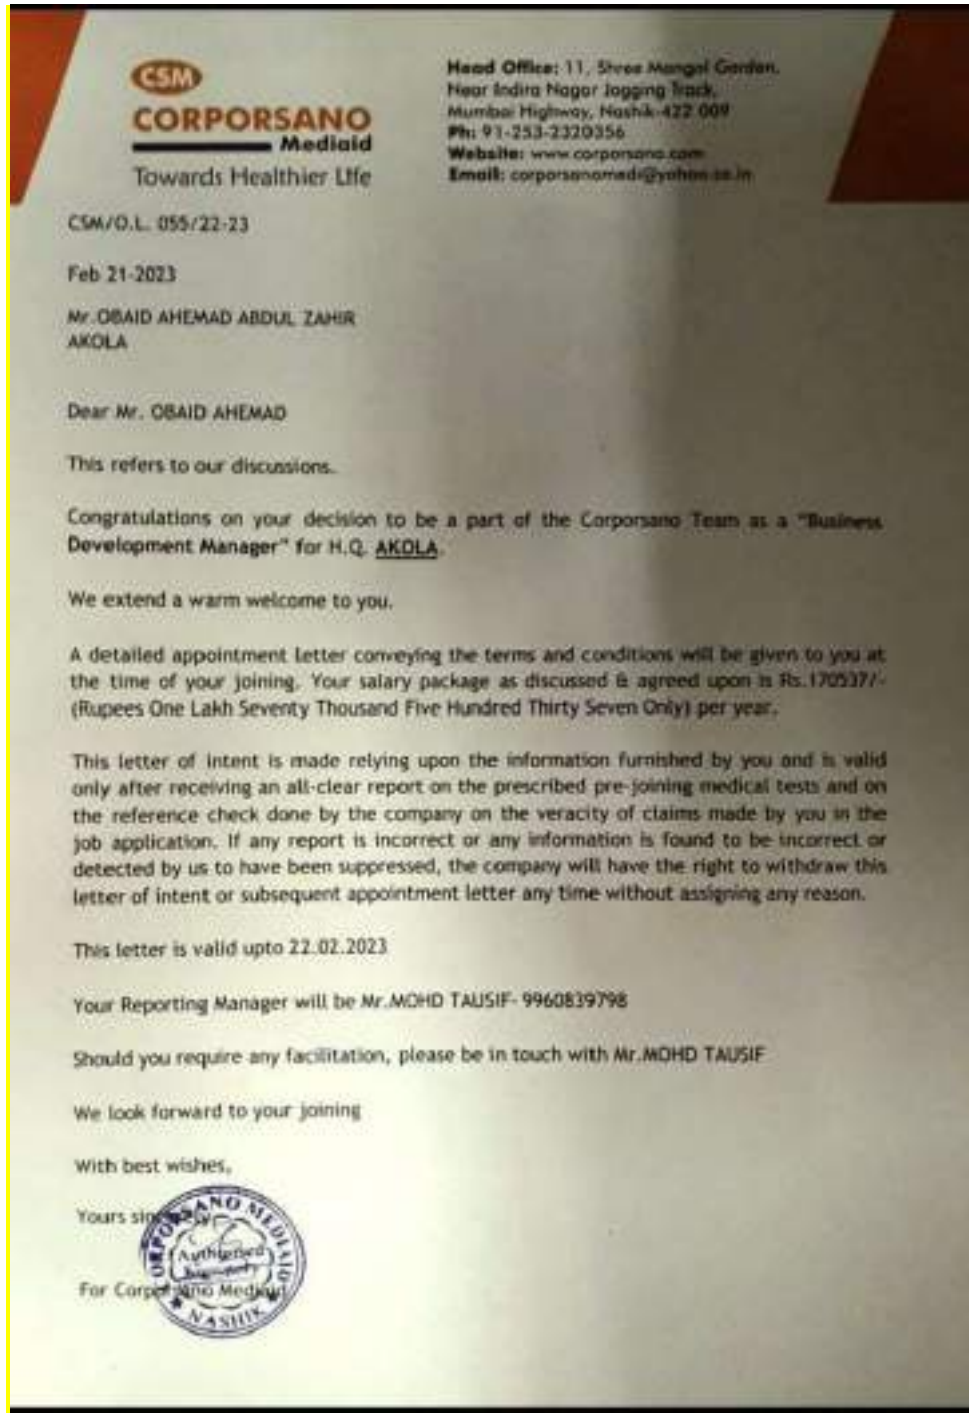 CSM
CORPORSANO
Mediaid
Towards Healthier Life
Head Office: 11, Shree Mangal Garden,
Near Indira Nagar Jogging Track,
Mumbai Highway, Nashik-422 009
Ph: 91-253-2320356
Website: www.corporsano.com
Email: corporsanomedi@yahoo.co.in
CSM/O.L. 055/22-23
Feb 21-2023
Mr.OBAID AHEMAD ABDUL ZAHIR
AKOLA
Dear Mr. OBAID AHEMAD
This refers to our discussions.
Congratulations on your decision to be a part of the Corporsano Team as a "Business
Development Manager" for H.Q. AKOLA.
We extend a warm welcome to you.
A detailed appointment letter conveying the terms and conditions will be given to you at
the time of your joining. Your salary package as discussed & agreed upon is Rs.170537/-
(Rupees One Lakh Seventy Thousand Five Hundred Thirty Seven Only) per year.
This letter of intent is made relying upon the information furnished by you and is valid
only after receiving an all-clear report on the prescribed pre-joining medical tests and on
the reference check done by the company on the veracity of claims made by you in the
job application. If any report is incorrect or any information is found to be incorrect or
detected by us to have been suppressed, the company will have the right to withdraw this
letter of intent or subsequent appointment letter any time without assigning any reason.
This letter is valid upto 22.02.2023
Your Reporting Manager will be Mr.MOHD TAUSIF- 9960839798
Should you require any facilitation, please be in touch with Mr.MOHD TAUSIF
We look forward to your joining
With best wishes,
Yours sincerely
For Corporsano Mediaid
CORPORSANO MEDIAID
Authorised
Signatory
NASHIK